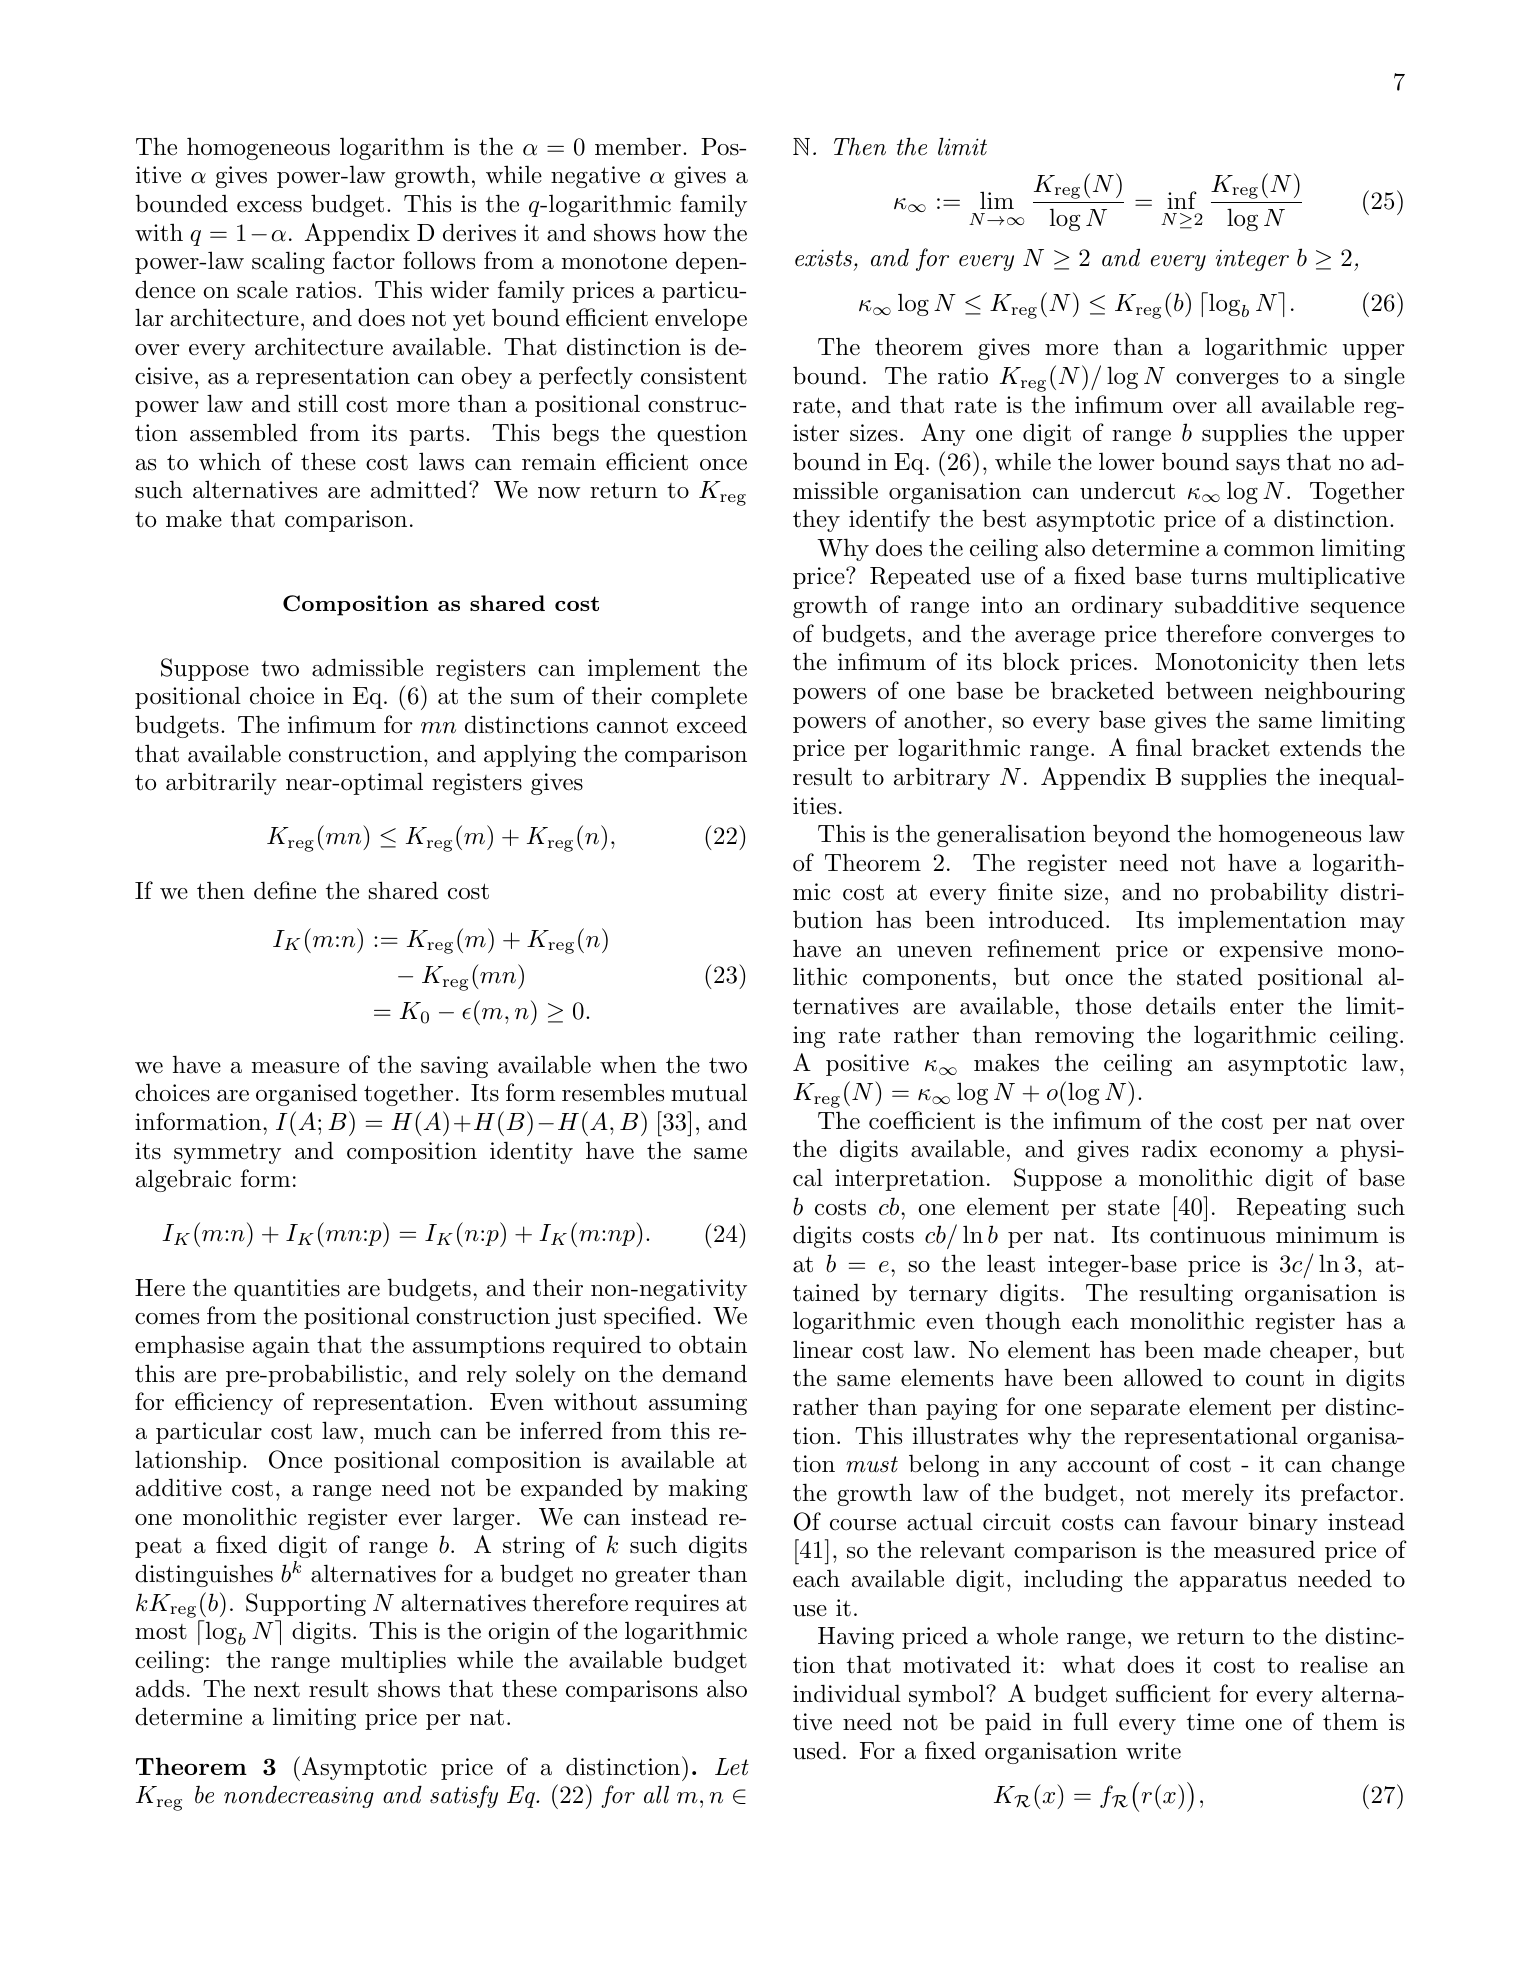 7
The homogeneous logarithm is the α = 0 member. Pos-
itive α gives power-law growth, while negative α gives a
bounded excess budget. This is the q-logarithmic family
with q = 1−α. Appendix D derives it and shows how the
power-law scaling factor follows from a monotone depen-
dence on scale ratios. This wider family prices a particu-
lar architecture, and does not yet bound efficient envelope
over every architecture available. That distinction is de-
cisive, as a representation can obey a perfectly consistent
power law and still cost more than a positional construc-
tion assembled from its parts. This begs the question
as to which of these cost laws can remain efficient once
such alternatives are admitted? We now return to K_reg
to make that comparison.
Composition as shared cost
Suppose two admissible registers can implement the
positional choice in Eq. (6) at the sum of their complete
budgets. The infimum for mn distinctions cannot exceed
that available construction, and applying the comparison
to arbitrarily near-optimal registers gives
K_reg(mn) ≤ K_reg(m) + K_reg(n), (22)
If we then define the shared cost
I_K(m:n) := K_reg(m) + K_reg(n)
− K_reg(mn) (23)
= K_0 − ϵ(m, n) ≥ 0.
we have a measure of the saving available when the two
choices are organised together. Its form resembles mutual
information, I(A; B) = H(A)+H(B)−H(A, B) [33], and
its symmetry and composition identity have the same
algebraic form:
I_K(m:n) + I_K(mn:p) = I_K(n:p) + I_K(m:np). (24)
Here the quantities are budgets, and their non-negativity
comes from the positional construction just specified. We
emphasise again that the assumptions required to obtain
this are pre-probabilistic, and rely solely on the demand
for efficiency of representation. Even without assuming
a particular cost law, much can be inferred from this re-
lationship. Once positional composition is available at
additive cost, a range need not be expanded by making
one monolithic register ever larger. We can instead re-
peat a fixed digit of range b. A string of k such digits
distinguishes b^k alternatives for a budget no greater than
kK_reg(b). Supporting N alternatives therefore requires at
most ⌈log_b N⌉ digits. This is the origin of the logarithmic
ceiling: the range multiplies while the available budget
adds. The next result shows that these comparisons also
determine a limiting price per nat.
Theorem 3 (Asymptotic price of a distinction). Let
K_reg be nondecreasing and satisfy Eq. (22) for all m, n ∈
ℕ. Then the limit
κ_∞ := lim_{N→∞} K_reg(N)/log N = inf_{N≥2} K_reg(N)/log N (25)
exists, and for every N ≥ 2 and every integer b ≥ 2,
κ_∞ log N ≤ K_reg(N) ≤ K_reg(b) ⌈log_b N⌉. (26)
The theorem gives more than a logarithmic upper
bound. The ratio K_reg(N)/ log N converges to a single
rate, and that rate is the infimum over all available reg-
ister sizes. Any one digit of range b supplies the upper
bound in Eq. (26), while the lower bound says that no ad-
missible organisation can undercut κ_∞ log N. Together
they identify the best asymptotic price of a distinction.
Why does the ceiling also determine a common limiting
price? Repeated use of a fixed base turns multiplicative
growth of range into an ordinary subadditive sequence
of budgets, and the average price therefore converges to
the infimum of its block prices. Monotonicity then lets
powers of one base be bracketed between neighbouring
powers of another, so every base gives the same limiting
price per logarithmic range. A final bracket extends the
result to arbitrary N. Appendix B supplies the inequal-
ities.
This is the generalisation beyond the homogeneous law
of Theorem 2. The register need not have a logarith-
mic cost at every finite size, and no probability distri-
bution has been introduced. Its implementation may
have an uneven refinement price or expensive mono-
lithic components, but once the stated positional al-
ternatives are available, those details enter the limit-
ing rate rather than removing the logarithmic ceiling.
A positive κ_∞ makes the ceiling an asymptotic law,
K_reg(N) = κ_∞ log N + o(log N).
The coefficient is the infimum of the cost per nat over
the digits available, and gives radix economy a physi-
cal interpretation. Suppose a monolithic digit of base
b costs cb, one element per state [40]. Repeating such
digits costs cb/ ln b per nat. Its continuous minimum is
at b = e, so the least integer-base price is 3c/ ln 3, at-
tained by ternary digits. The resulting organisation is
logarithmic even though each monolithic register has a
linear cost law. No element has been made cheaper, but
the same elements have been allowed to count in digits
rather than paying for one separate element per distinc-
tion. This illustrates why the representational organisa-
tion must belong in any account of cost - it can change
the growth law of the budget, not merely its prefactor.
Of course actual circuit costs can favour binary instead
[41], so the relevant comparison is the measured price of
each available digit, including the apparatus needed to
use it.
Having priced a whole range, we return to the distinc-
tion that motivated it: what does it cost to realise an
individual symbol? A budget sufficient for every alterna-
tive need not be paid in full every time one of them is
used. For a fixed organisation write
K_ℛ(x) = f_ℛ(r(x)), (27)